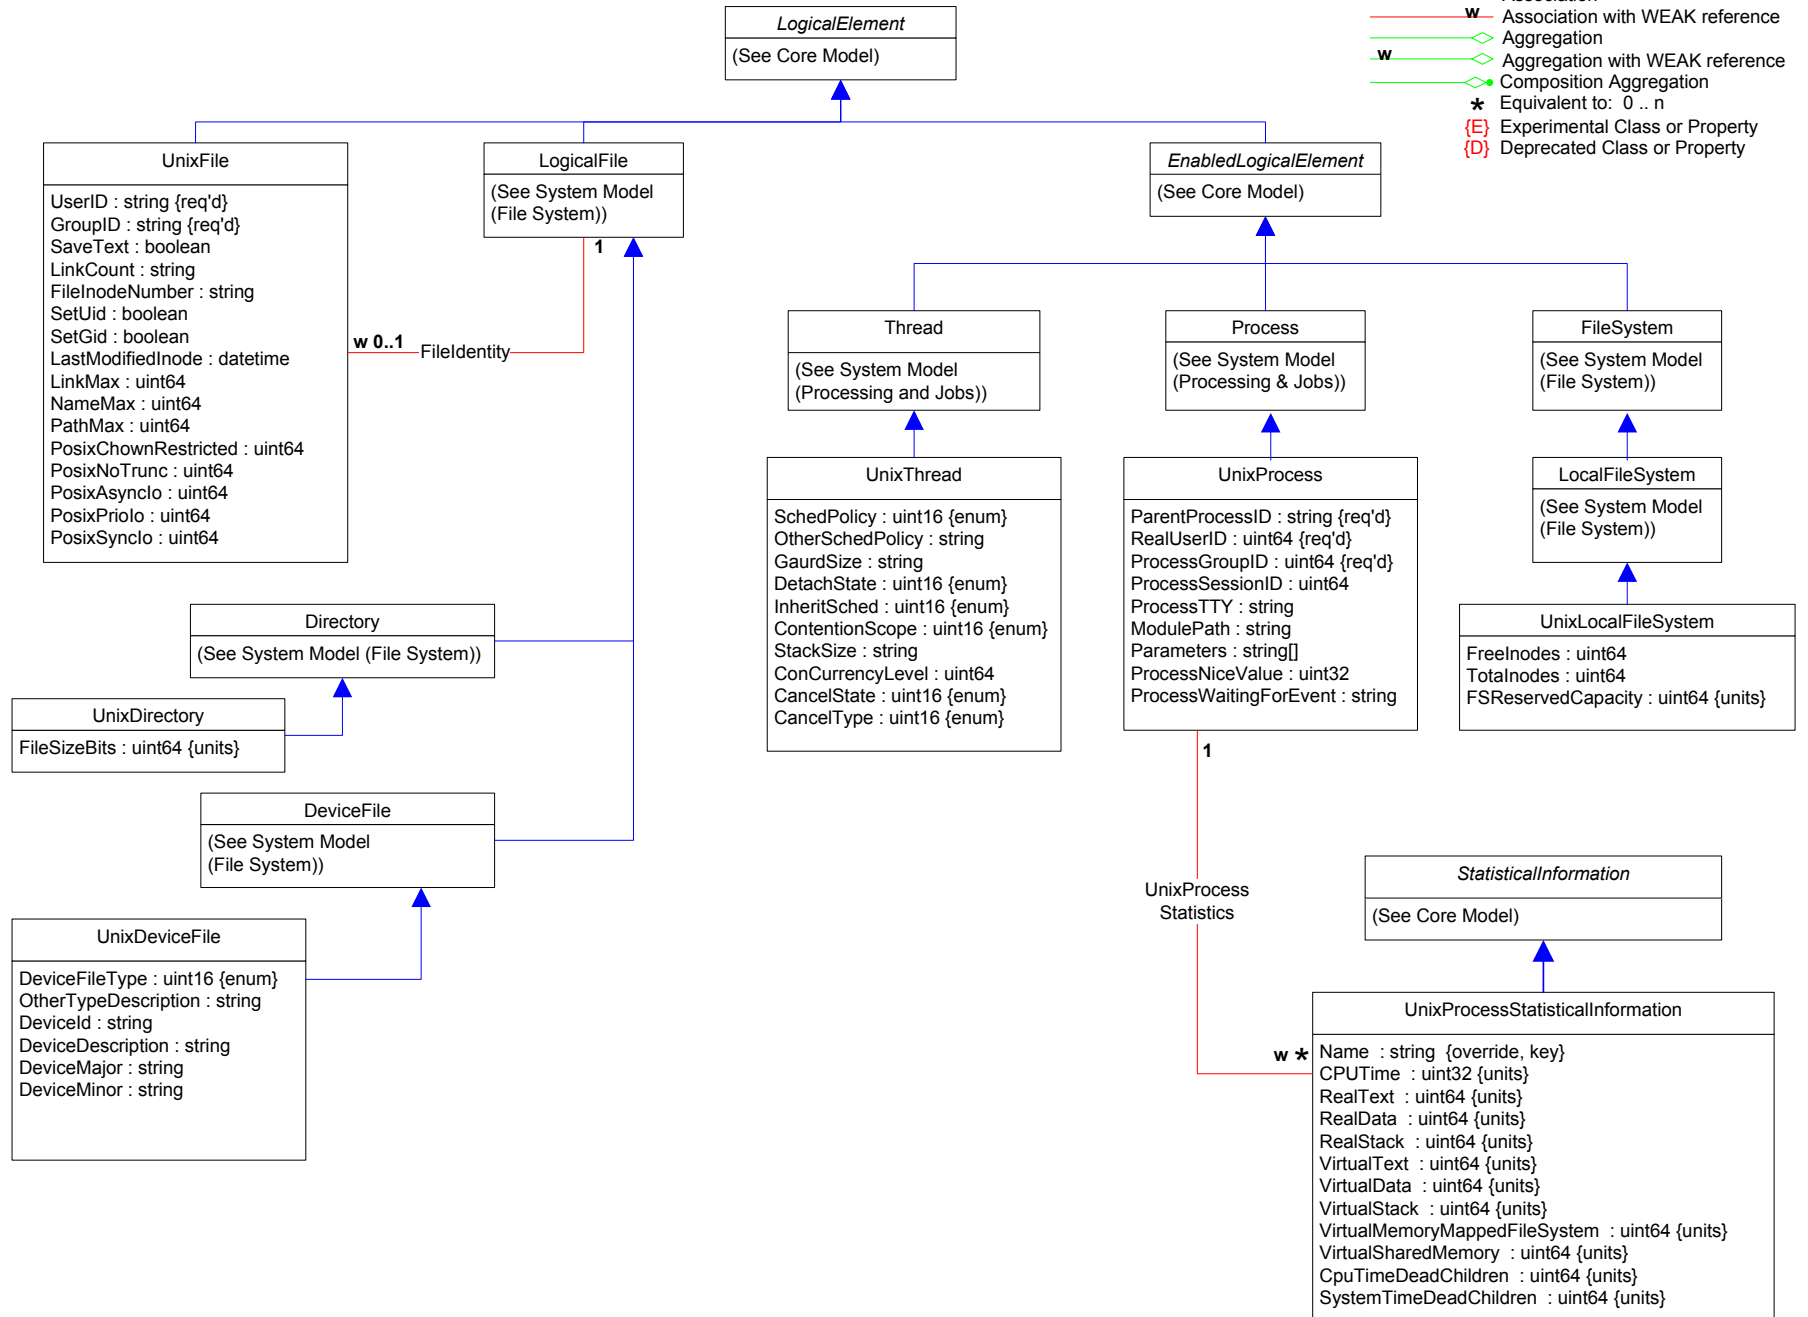 Association
w Association with WEAK reference
Aggregation
w Aggregation with WEAK reference
Composition Aggregation
* Equivalent to: 0 .. n
{E} Experimental Class or Property
{D} Deprecated Class or Property
LogicalElement
(See Core Model)
UnixFile
UserID : string {req'd}
GroupID : string {req'd}
SaveText : boolean
LinkCount : string
FileInodeNumber : string
SetUid : boolean
SetGid : boolean
LastModifiedInode : datetime
LinkMax : uint64
NameMax : uint64
PathMax : uint64
PosixChownRestricted : uint64
PosixNoTrunc : uint64
PosixAsyncIo : uint64
PosixPrioIo : uint64
PosixSyncIo : uint64
LogicalFile
(See System Model
(File System))
1
w 0..1
FileIdentity
EnabledLogicalElement
(See Core Model)
Thread
(See System Model
(Processing and Jobs))
Process
(See System Model
(Processing & Jobs))
FileSystem
(See System Model
(File System))
UnixThread
SchedPolicy : uint16 {enum}
OtherSchedPolicy : string
GaurdSize : string
DetachState : uint16 {enum}
InheritSched : uint16 {enum}
ContentionScope : uint16 {enum}
StackSize : string
ConCurrencyLevel : uint64
CancelState : uint16 {enum}
CancelType : uint16 {enum}
UnixProcess
ParentProcessID : string {req'd}
RealUserID : uint64 {req'd}
ProcessGroupID : uint64 {req'd}
ProcessSessionID : uint64
ProcessTTY : string
ModulePath : string
Parameters : string[]
ProcessNiceValue : uint32
ProcessWaitingForEvent : string
LocalFileSystem
(See System Model
(File System))
UnixLocalFileSystem
FreeInodes : uint64
TotalInodes : uint64
FSReservedCapacity : uint64 {units}
Directory
(See System Model (File System))
UnixDirectory
FileSizeBits : uint64 {units}
DeviceFile
(See System Model
(File System))
UnixDeviceFile
DeviceFileType : uint16 {enum}
OtherTypeDescription : string
DeviceId : string
DeviceDescription : string
DeviceMajor : string
DeviceMinor : string
1
UnixProcess
Statistics
w *
StatisticalInformation
(See Core Model)
UnixProcessStatisticalInformation
Name : string {override, key}
CPUTime : uint32 {units}
RealText : uint64 {units}
RealData : uint64 {units}
RealStack : uint64 {units}
VirtualText : uint64 {units}
VirtualData : uint64 {units}
VirtualStack : uint64 {units}
VirtualMemoryMappedFileSystem : uint64 {units}
VirtualSharedMemory : uint64 {units}
CpuTimeDeadChildren : uint64 {units}
SystemTimeDeadChildren : uint64 {units}